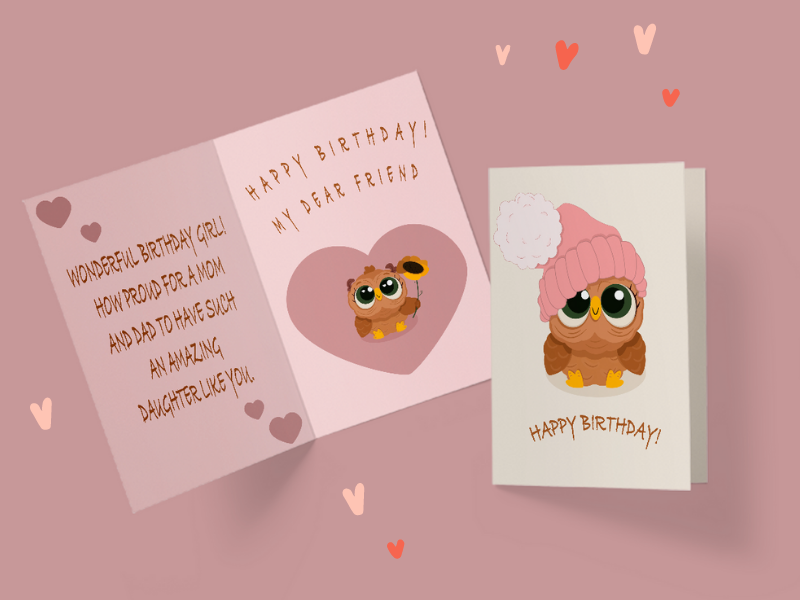 WONDERFUL BIRTHDAY GIRL!
HOW PROUD FOR A MOM
AND DAD TO HAVE SUCH
AN AMAZING
DAUGHTER LIKE YOU.
HAPPY BIRTHDAY!
MY DEAR FRIEND
HAPPY BIRTHDAY!